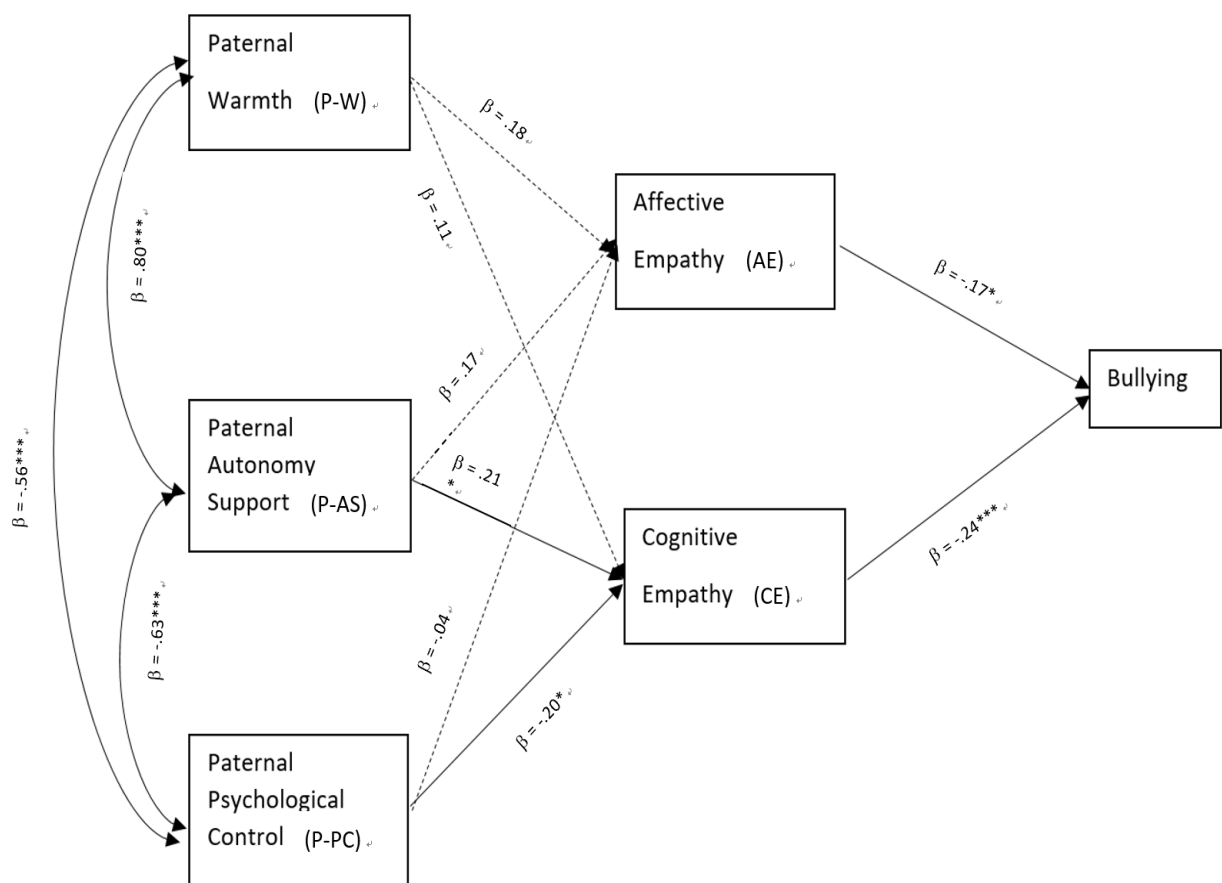 Paternal
Warmth (P-W)
β = .18
β = .11
Affective
Empathy (AE)
β = .80***
β = -.17*
β = .17
Bullying
Paternal
Autonomy
Support (P-AS)
β = .21
*
β = -.56***
Cognitive
Empathy (CE)
β = -.24***
β = -.63***
β = -.04
β = -.20*
Paternal
Psychological
Control (P-PC)